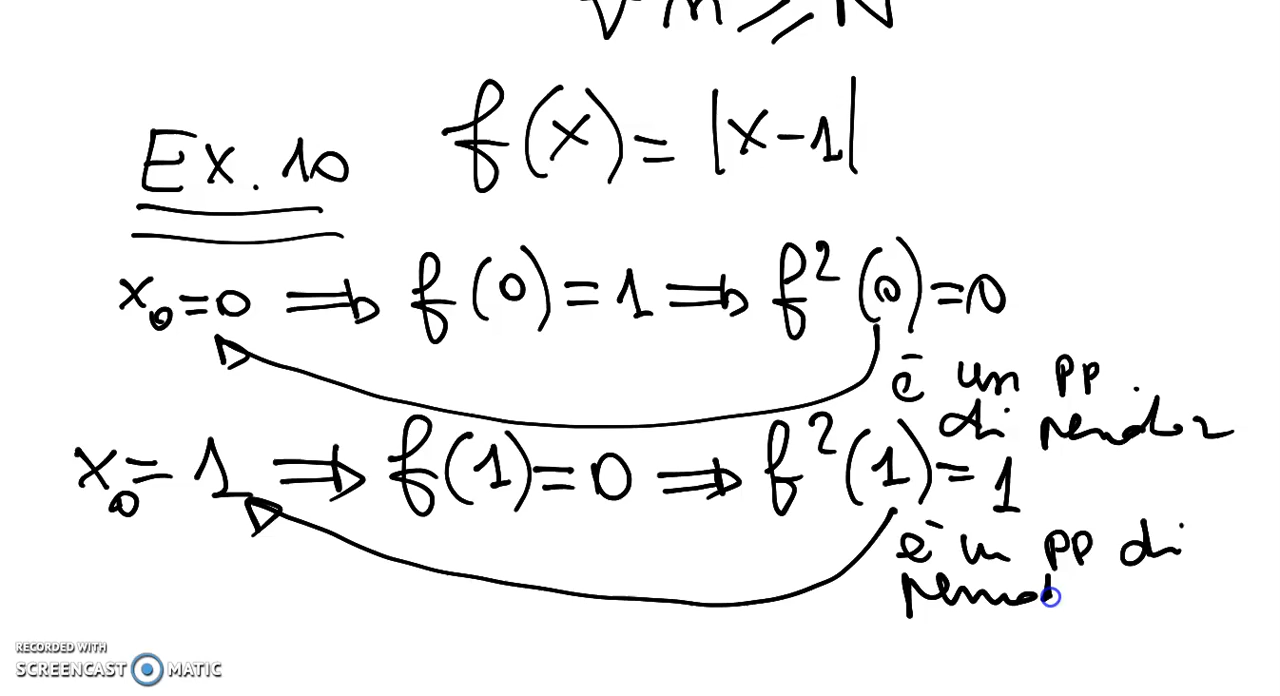 ∀ n ≥ N
Ex. 10 f(x) = |x-1|
x₀=0 ⟹ f(0)=1 ⟹ f²(0)=0
è un pp
di periodo 2
x₀=1 ⟹ f(1)=0 ⟹ f²(1)=1
è un pp di
period
RECORDED WITH
SCREENCAST MATIC